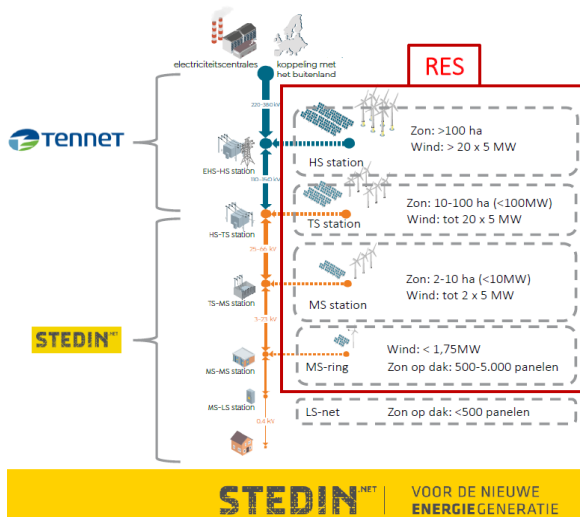 electriciteitscentrales
koppeling met
het buitenland
RES
220-380 kV
TENNET
Zon: >100 ha
Wind: > 20 x 5 MW
EHS-HS station
HS station
Zon: 10-100 ha (<100MW)
Wind: tot 20 x 5 MW
HS-TS station
TS station
25-66 kV
Zon: 2-10 ha (<10MW)
Wind: tot 2 x 5 MW
TS-MS station
MS station
STEDIN.NET
Wind: < 1,75MW
Zon op dak: 500-5.000 panelen
MS-MS station
MS-ring
MS-LS station
LS-net
Zon op dak: <500 panelen
0.4 kV
STEDIN.NET
VOOR DE NIEUWE
ENERGIEGENERATIE